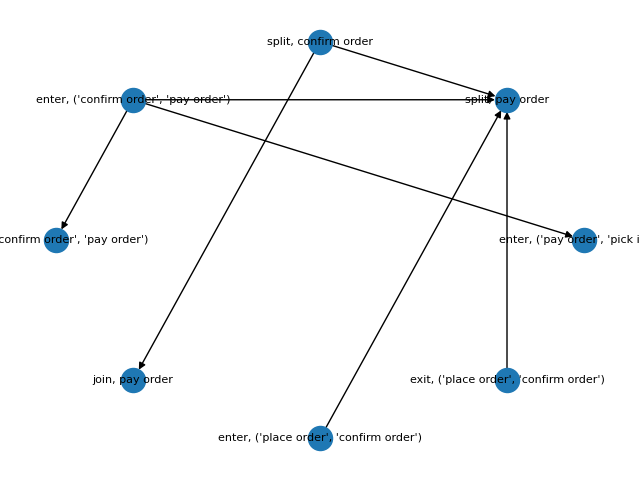 split, confirm order
enter, ('confirm order', 'pay order')
split, pay order
confirm order', 'pay order')
enter, ('pay order', 'pick i
join, pay order
exit, ('place order', 'confirm order')
enter, ('place order', 'confirm order')